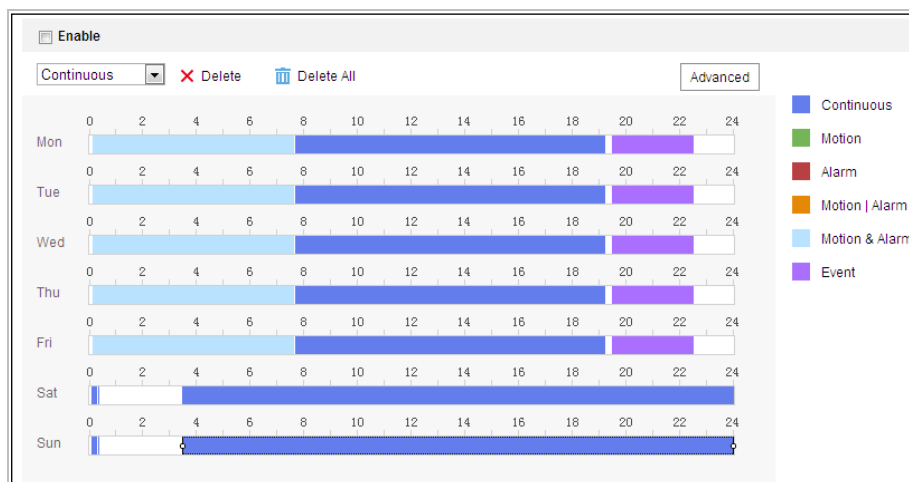 Enable
Continuous Delete Delete All Advanced
0 2 4 6 8 10 12 14 16 18 20 22 24
Mon
0 2 4 6 8 10 12 14 16 18 20 22 24
Tue
0 2 4 6 8 10 12 14 16 18 20 22 24
Wed
0 2 4 6 8 10 12 14 16 18 20 22 24
Thu
0 2 4 6 8 10 12 14 16 18 20 22 24
Fri
0 2 4 6 8 10 12 14 16 18 20 22 24
Sat
0 2 4 6 8 10 12 14 16 18 20 22 24
Sun
Continuous
Motion
Alarm
Motion | Alarm
Motion & Alarm
Event